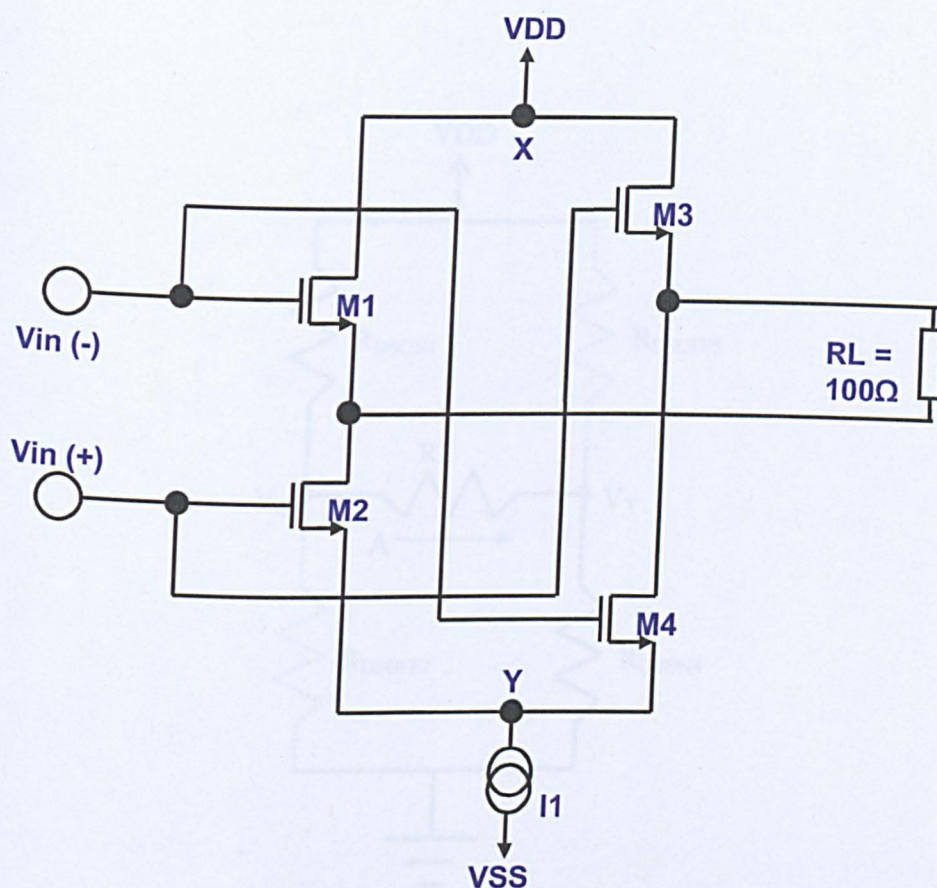 VDD
X
M3
M1
Vin (-)
RL =
100Ω
Vin (+)
M2
M4
Y
I1
VSS